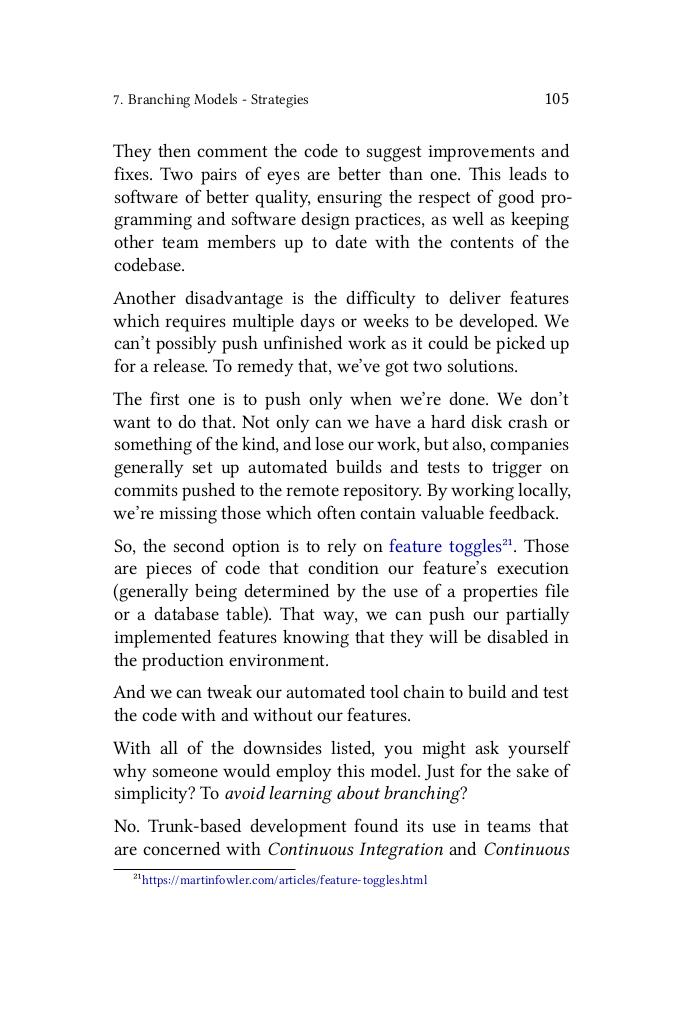 7. Branching Models - Strategies 105
They then comment the code to suggest improvements and
fixes. Two pairs of eyes are better than one. This leads to
software of better quality, ensuring the respect of good pro-
gramming and software design practices, as well as keeping
other team members up to date with the contents of the
codebase.
Another disadvantage is the difficulty to deliver features
which requires multiple days or weeks to be developed. We
can't possibly push unfinished work as it could be picked up
for a release. To remedy that, we've got two solutions.
The first one is to push only when we're done. We don't
want to do that. Not only can we have a hard disk crash or
something of the kind, and lose our work, but also, companies
generally set up automated builds and tests to trigger on
commits pushed to the remote repository. By working locally,
we're missing those which often contain valuable feedback.
So, the second option is to rely on feature toggles²¹. Those
are pieces of code that condition our feature's execution
(generally being determined by the use of a properties file
or a database table). That way, we can push our partially
implemented features knowing that they will be disabled in
the production environment.
And we can tweak our automated tool chain to build and test
the code with and without our features.
With all of the downsides listed, you might ask yourself
why someone would employ this model. Just for the sake of
simplicity? To avoid learning about branching?
No. Trunk-based development found its use in teams that
are concerned with Continuous Integration and Continuous
²¹https://martinfowler.com/articles/feature-toggles.html